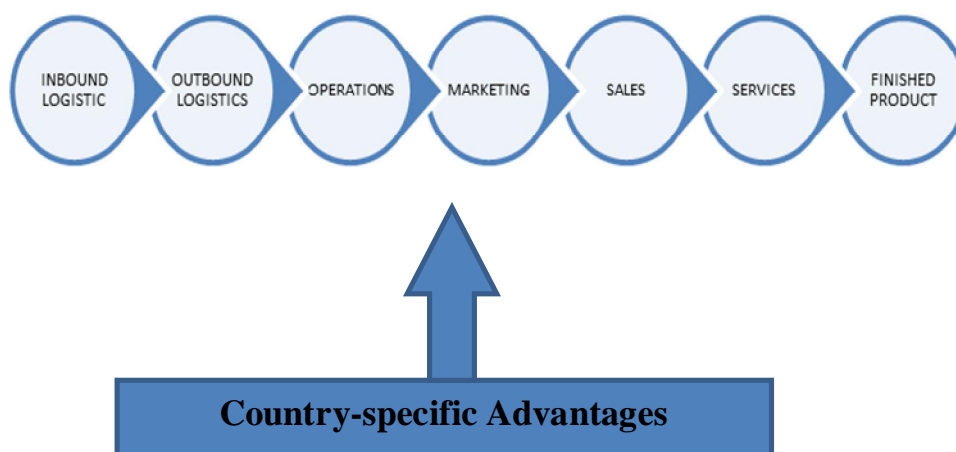 INBOUND
LOGISTIC
OUTBOUND
LOGISTICS
OPERATIONS
MARKETING
SALES
SERVICES
FINISHED
PRODUCT
Country-specific Advantages